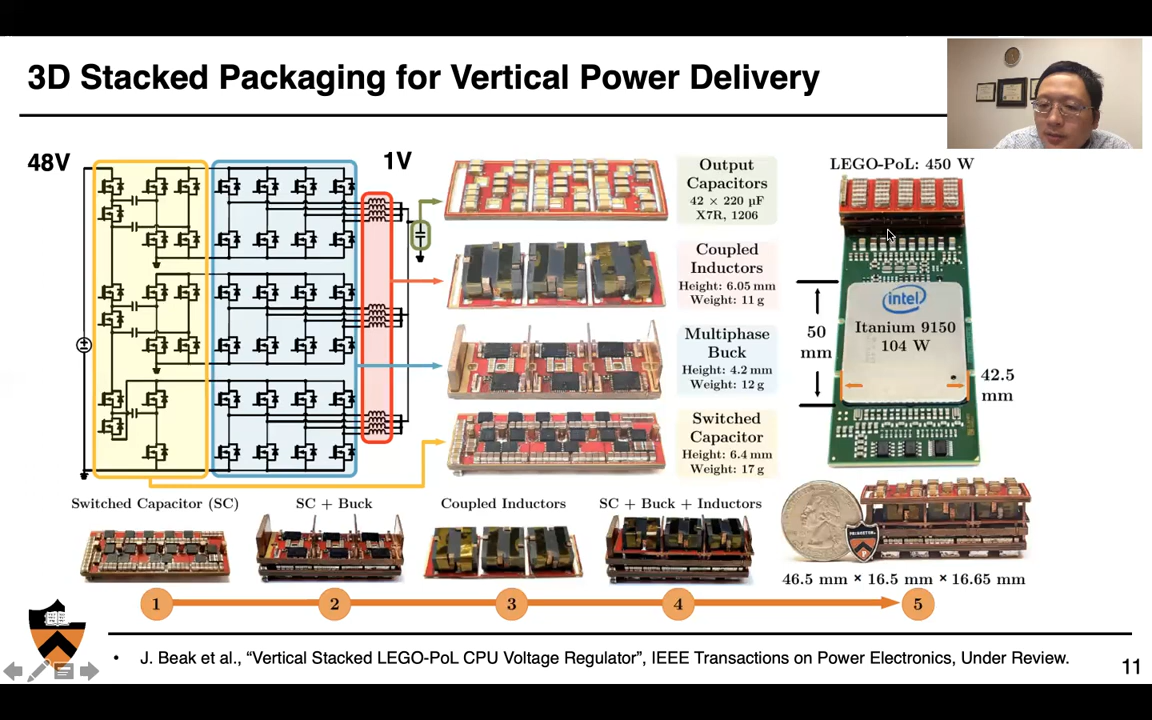 3D Stacked Packaging for Vertical Power Delivery
48V
1V
Output
Capacitors
42 × 220 µF
X7R, 1206
Coupled
Inductors
Height: 6.05 mm
Weight: 11 g
Multiphase
Buck
Height: 4.2 mm
Weight: 12 g
Switched
Capacitor
Height: 6.4 mm
Weight: 17 g
LEGO-PoL: 450 W
intel
Itanium 9150
104 W
50
mm
42.5
mm
Switched Capacitor (SC)
SC + Buck
Coupled Inductors
SC + Buck + Inductors
PRINCETON
46.5 mm × 16.5 mm × 16.65 mm
1
2
3
4
5
• J. Beak et al., “Vertical Stacked LEGO-PoL CPU Voltage Regulator”, IEEE Transactions on Power Electronics, Under Review.
11